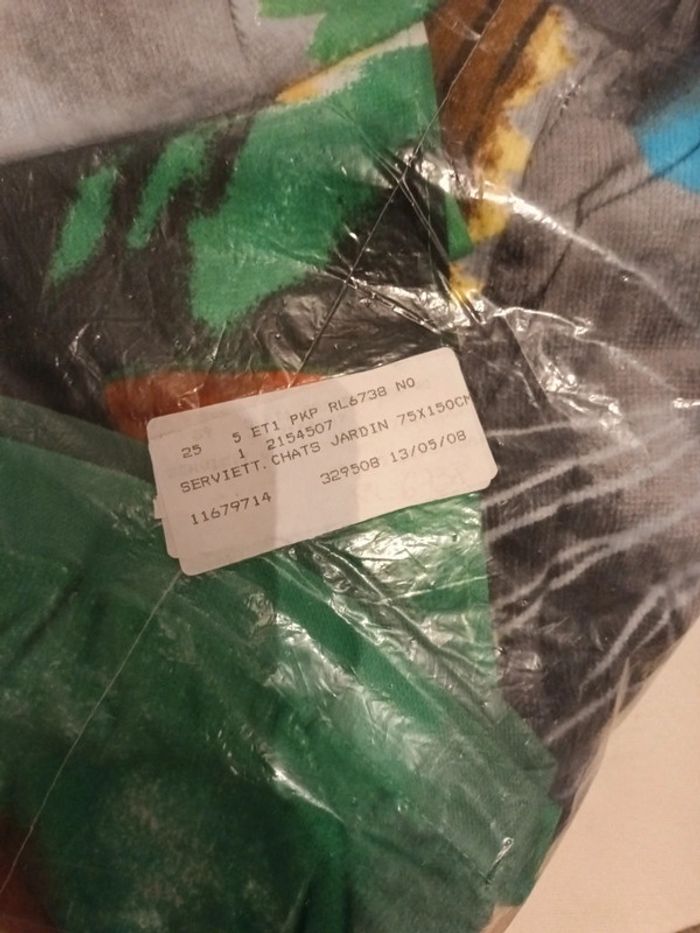 25 5 ET1 PKP RL6738 NO
1 2154507
SERVIETT. CHATS JARDIN 75X150CM
329508 13/05/08
11679714